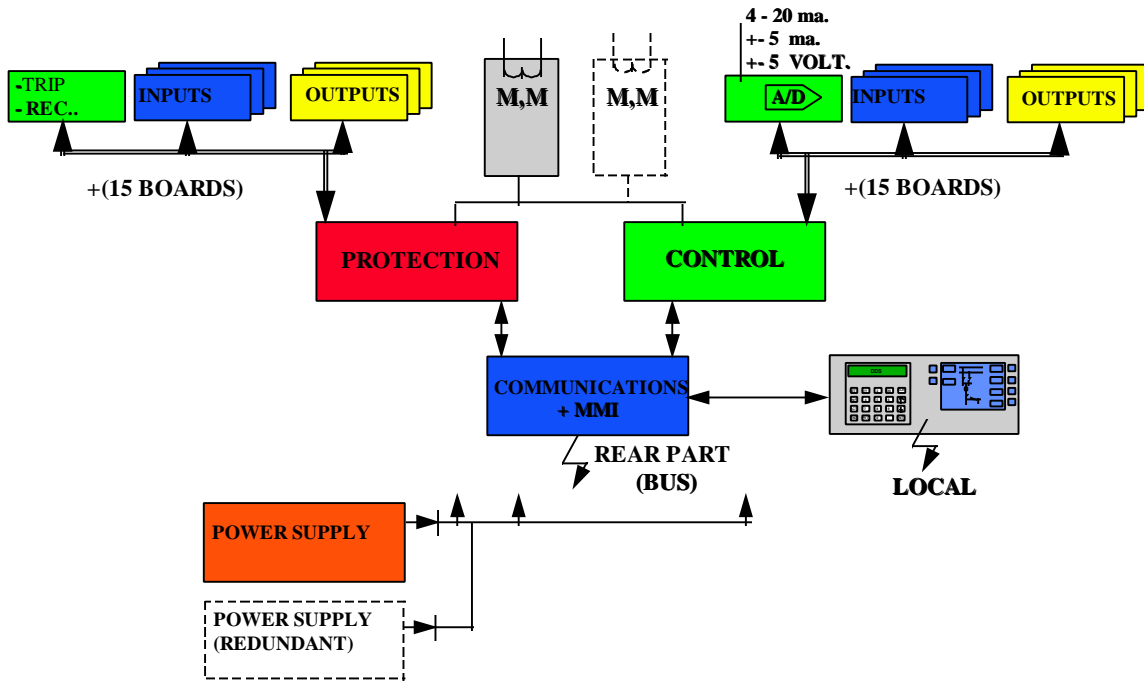 4 - 20 ma.
+- 5 ma.
+- 5 VOLT.
-TRIP
- REC..
INPUTS
OUTPUTS
M,M
M,M
A/D
INPUTS
OUTPUTS
+(15 BOARDS)
+(15 BOARDS)
PROTECTION
CONTROL
COMMUNICATIONS
+ MMI
REAR PART
(BUS)
LOCAL
POWER SUPPLY
POWER SUPPLY
(REDUNDANT)